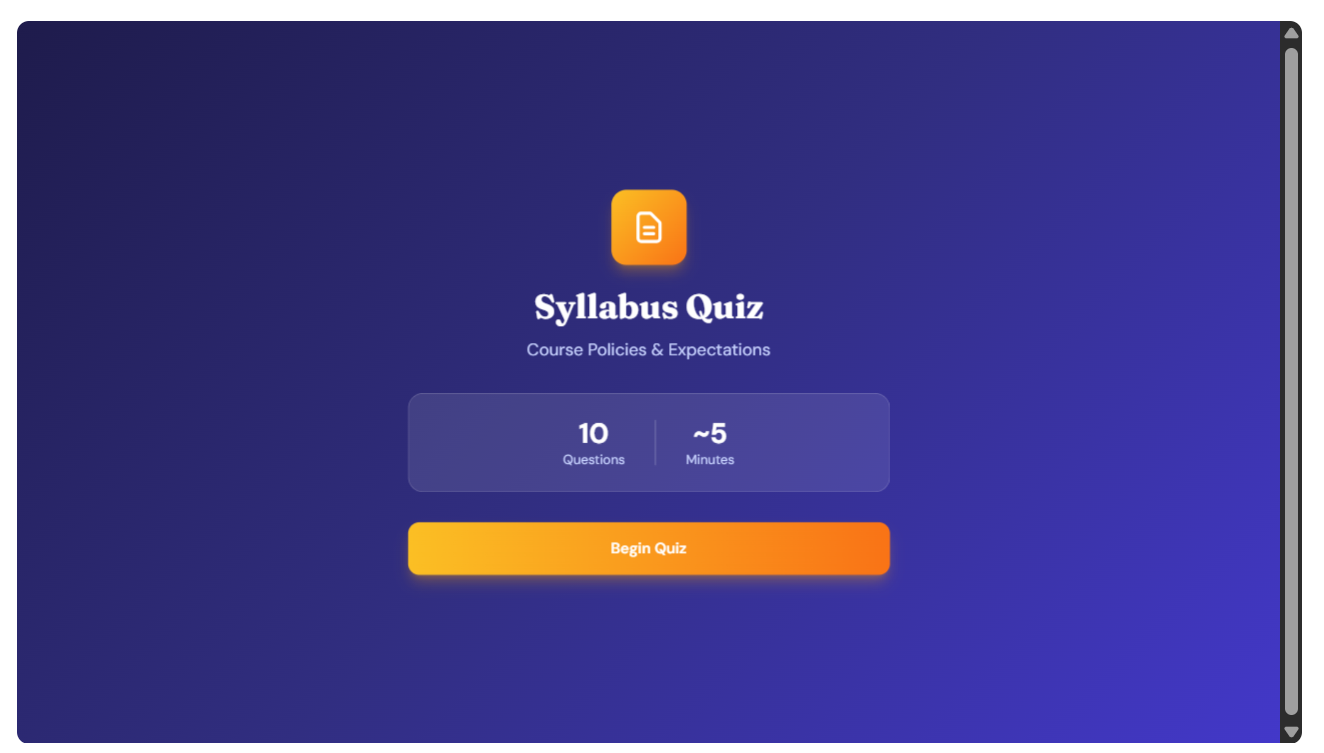 Syllabus Quiz
Course Policies & Expectations
10 ~5
Questions Minutes
Begin Quiz